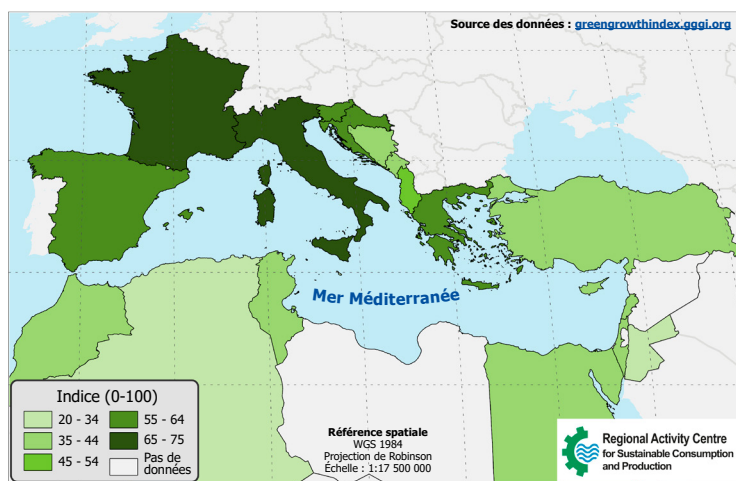 Source des données : greengrowthindex.gggi.org
Mer Méditerranée
Indice (0-100)
20 - 34
35 - 44
45 - 54
55 - 64
65 - 75
Pas de
données
Référence spatiale
WGS 1984
Projection de Robinson
Échelle : 1:17 500 000
Regional Activity Centre
for Sustainable Consumption
and Production